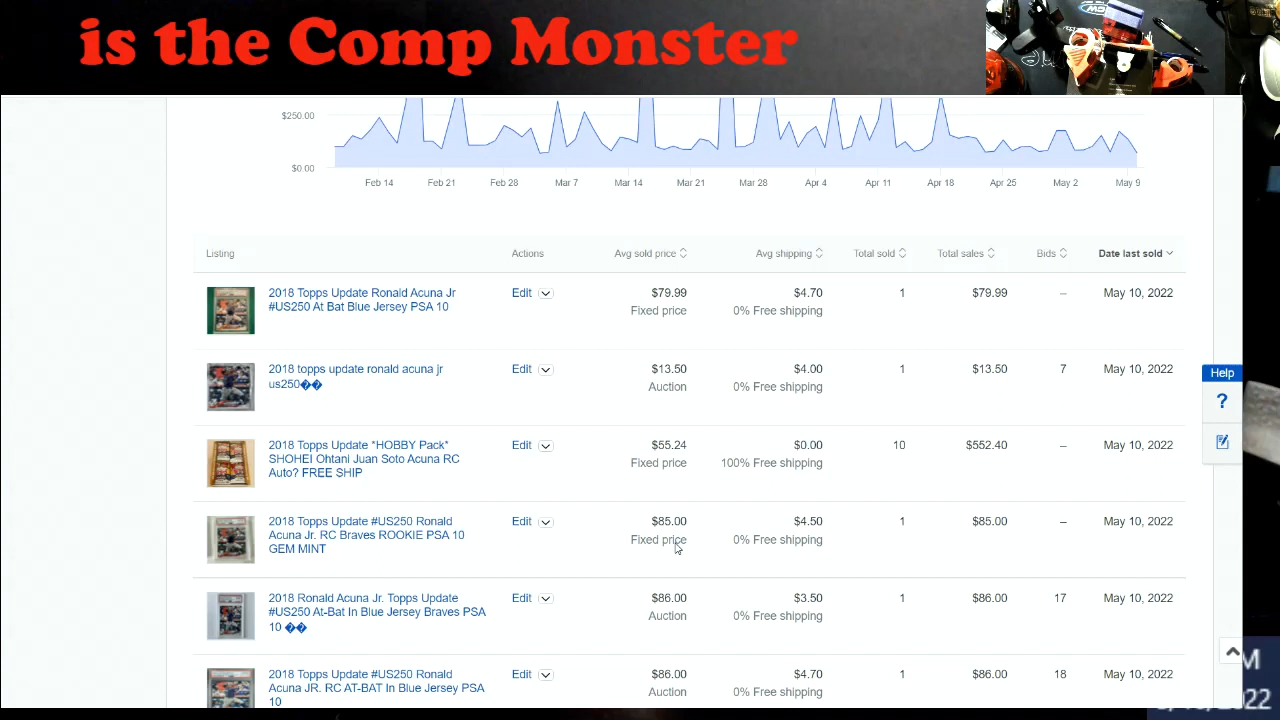 is the Comp Monster
$250.00
$0.00
Feb 14 Feb 21 Feb 28 Mar 7 Mar 14 Mar 21 Mar 28 Apr 4 Apr 11 Apr 18 Apr 25 May 2 May 9
Listing Actions Avg sold price Avg shipping Total sold Total sales Bids Date last sold
2018 Topps Update Ronald Acuna Jr Edit $79.99 $4.70 1 $79.99 – May 10, 2022
#US250 At Bat Blue Jersey PSA 10 Fixed price 0% Free shipping
2018 topps update ronald acuna jr Edit $13.50 $4.00 1 $13.50 7 May 10, 2022
us250�� Auction 0% Free shipping
Help
?
2018 Topps Update *HOBBY Pack* Edit $55.24 $0.00 10 $552.40 – May 10, 2022
SHOHEI Ohtani Juan Soto Acuna RC Fixed price 100% Free shipping
Auto? FREE SHIP
2018 Topps Update #US250 Ronald Edit $85.00 $4.50 1 $85.00 – May 10, 2022
Acuna Jr. RC Braves ROOKIE PSA 10 Fixed price 0% Free shipping
GEM MINT
2018 Ronald Acuna Jr. Topps Update Edit $86.00 $3.50 1 $86.00 17 May 10, 2022
#US250 At-Bat In Blue Jersey Braves PSA Auction 0% Free shipping
10 ��
2018 Topps Update #US250 Ronald Edit $86.00 $4.70 1 $86.00 18 May 10, 2022
Acuna JR. RC AT-BAT In Blue Jersey PSA Auction 0% Free shipping
10
M
22